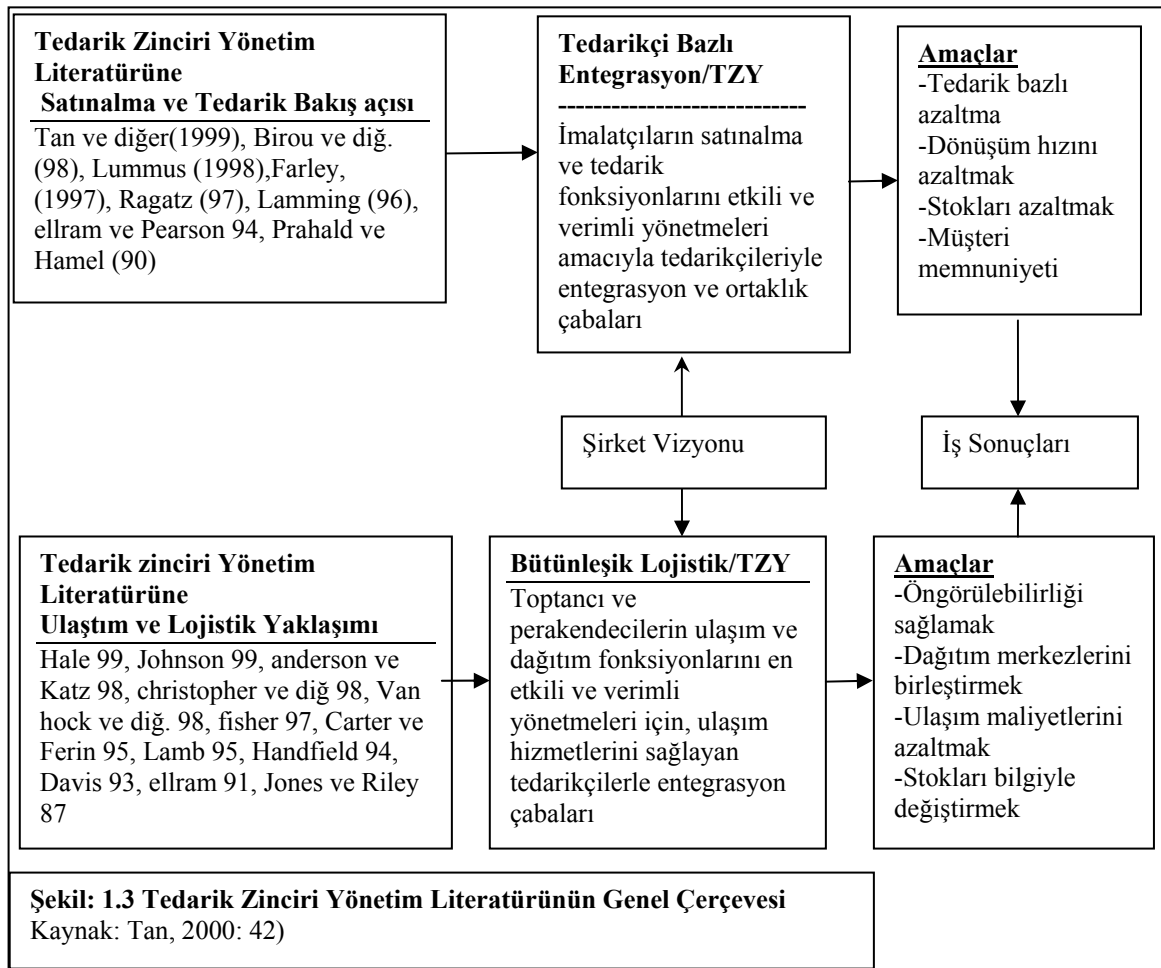 Tedarik Zinciri Yönetim
Literatürüne
Satınalma ve Tedarik Bakış açısı
Tan ve diğer(1999), Birou ve diğ.
(98), Lummus (1998),Farley,
(1997), Ragatz (97), Lamming (96),
ellram ve Pearson 94, Prahald ve
Hamel (90)
Tedarikçi Bazlı
Entegrasyon/TZY
----------------------------
İmalatçıların satınalma
ve tedarik
fonksiyonlarını etkili ve
verimli yönetmeleri
amacıyla tedarikçileriyle
entegrasyon ve ortaklık
çabaları
Amaçlar
-Tedarik bazlı
azaltma
-Dönüşüm hızını
azaltmak
-Stokları azaltmak
-Müşteri
memnuniyeti
Şirket Vizyonu
İş Sonuçları
Tedarik zinciri Yönetim
Literatürüne
Ulaştım ve Lojistik Yaklaşımı
Hale 99, Johnson 99, anderson ve
Katz 98, christopher ve diğ 98, Van
hock ve diğ. 98, fisher 97, Carter ve
Ferin 95, Lamb 95, Handfield 94,
Davis 93, ellram 91, Jones ve Riley
87
Bütünleşik Lojistik/TZY
Toptancı ve
perakendecilerin ulaşım ve
dağıtım fonksiyonlarını en
etkili ve verimli
yönetmeleri için, ulaşım
hizmetlerini sağlayan
tedarikçilerle entegrasyon
çabaları
Amaçlar
-Öngörülebilirliği
sağlamak
-Dağıtım merkezlerini
birleştirmek
-Ulaşım maliyetlerini
azaltmak
-Stokları bilgiyle
değiştirmek
Şekil: 1.3 Tedarik Zinciri Yönetim Literatürünün Genel Çerçevesi
Kaynak: Tan, 2000: 42)